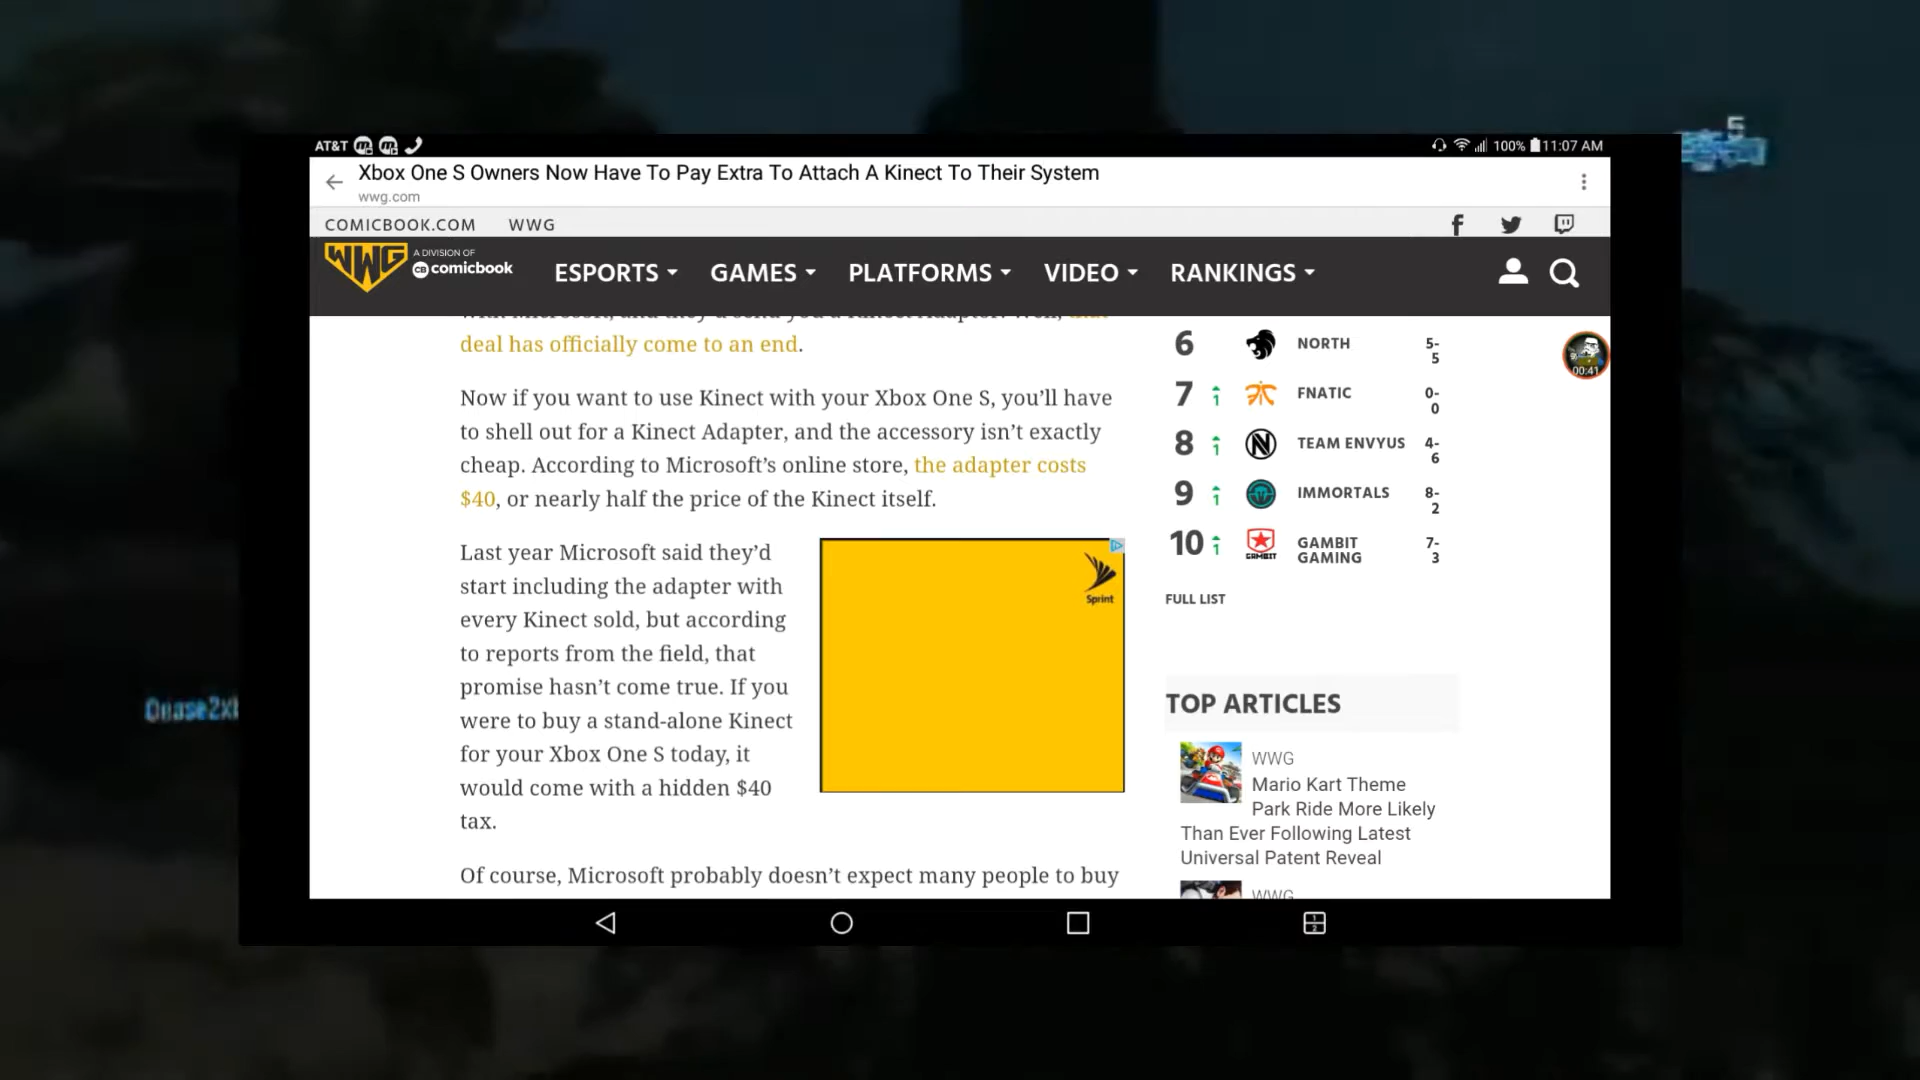 5
AT&T
100% 11:07 AM
Xbox One S Owners Now Have To Pay Extra To Attach A Kinect To Their System
wwg.com
COMICBOOK.COM WWG
WWG A DIVISION OF
CB comicbook
ESPORTS GAMES PLATFORMS VIDEO RANKINGS
deal has officially come to an end.
Now if you want to use Kinect with your Xbox One S, you’ll have
to shell out for a Kinect Adapter, and the accessory isn’t exactly
cheap. According to Microsoft’s online store, the adapter costs
$40, or nearly half the price of the Kinect itself.
Last year Microsoft said they’d
start including the adapter with
every Kinect sold, but according
to reports from the field, that
promise hasn’t come true. If you
were to buy a stand-alone Kinect
for your Xbox One S today, it
would come with a hidden $40
tax.
Of course, Microsoft probably doesn’t expect many people to buy
Sprint
6 NORTH 5-
5
7 1 FNATIC 0-
0
8 1 TEAM ENVYUS 4-
6
9 1 IMMORTALS 8-
2
10 1 GAMBIT 7-
GAMING 3
GAMBIT
FULL LIST
00:41
TOP ARTICLES
WWG
Mario Kart Theme
Park Ride More Likely
Than Ever Following Latest
Universal Patent Reveal
WWG